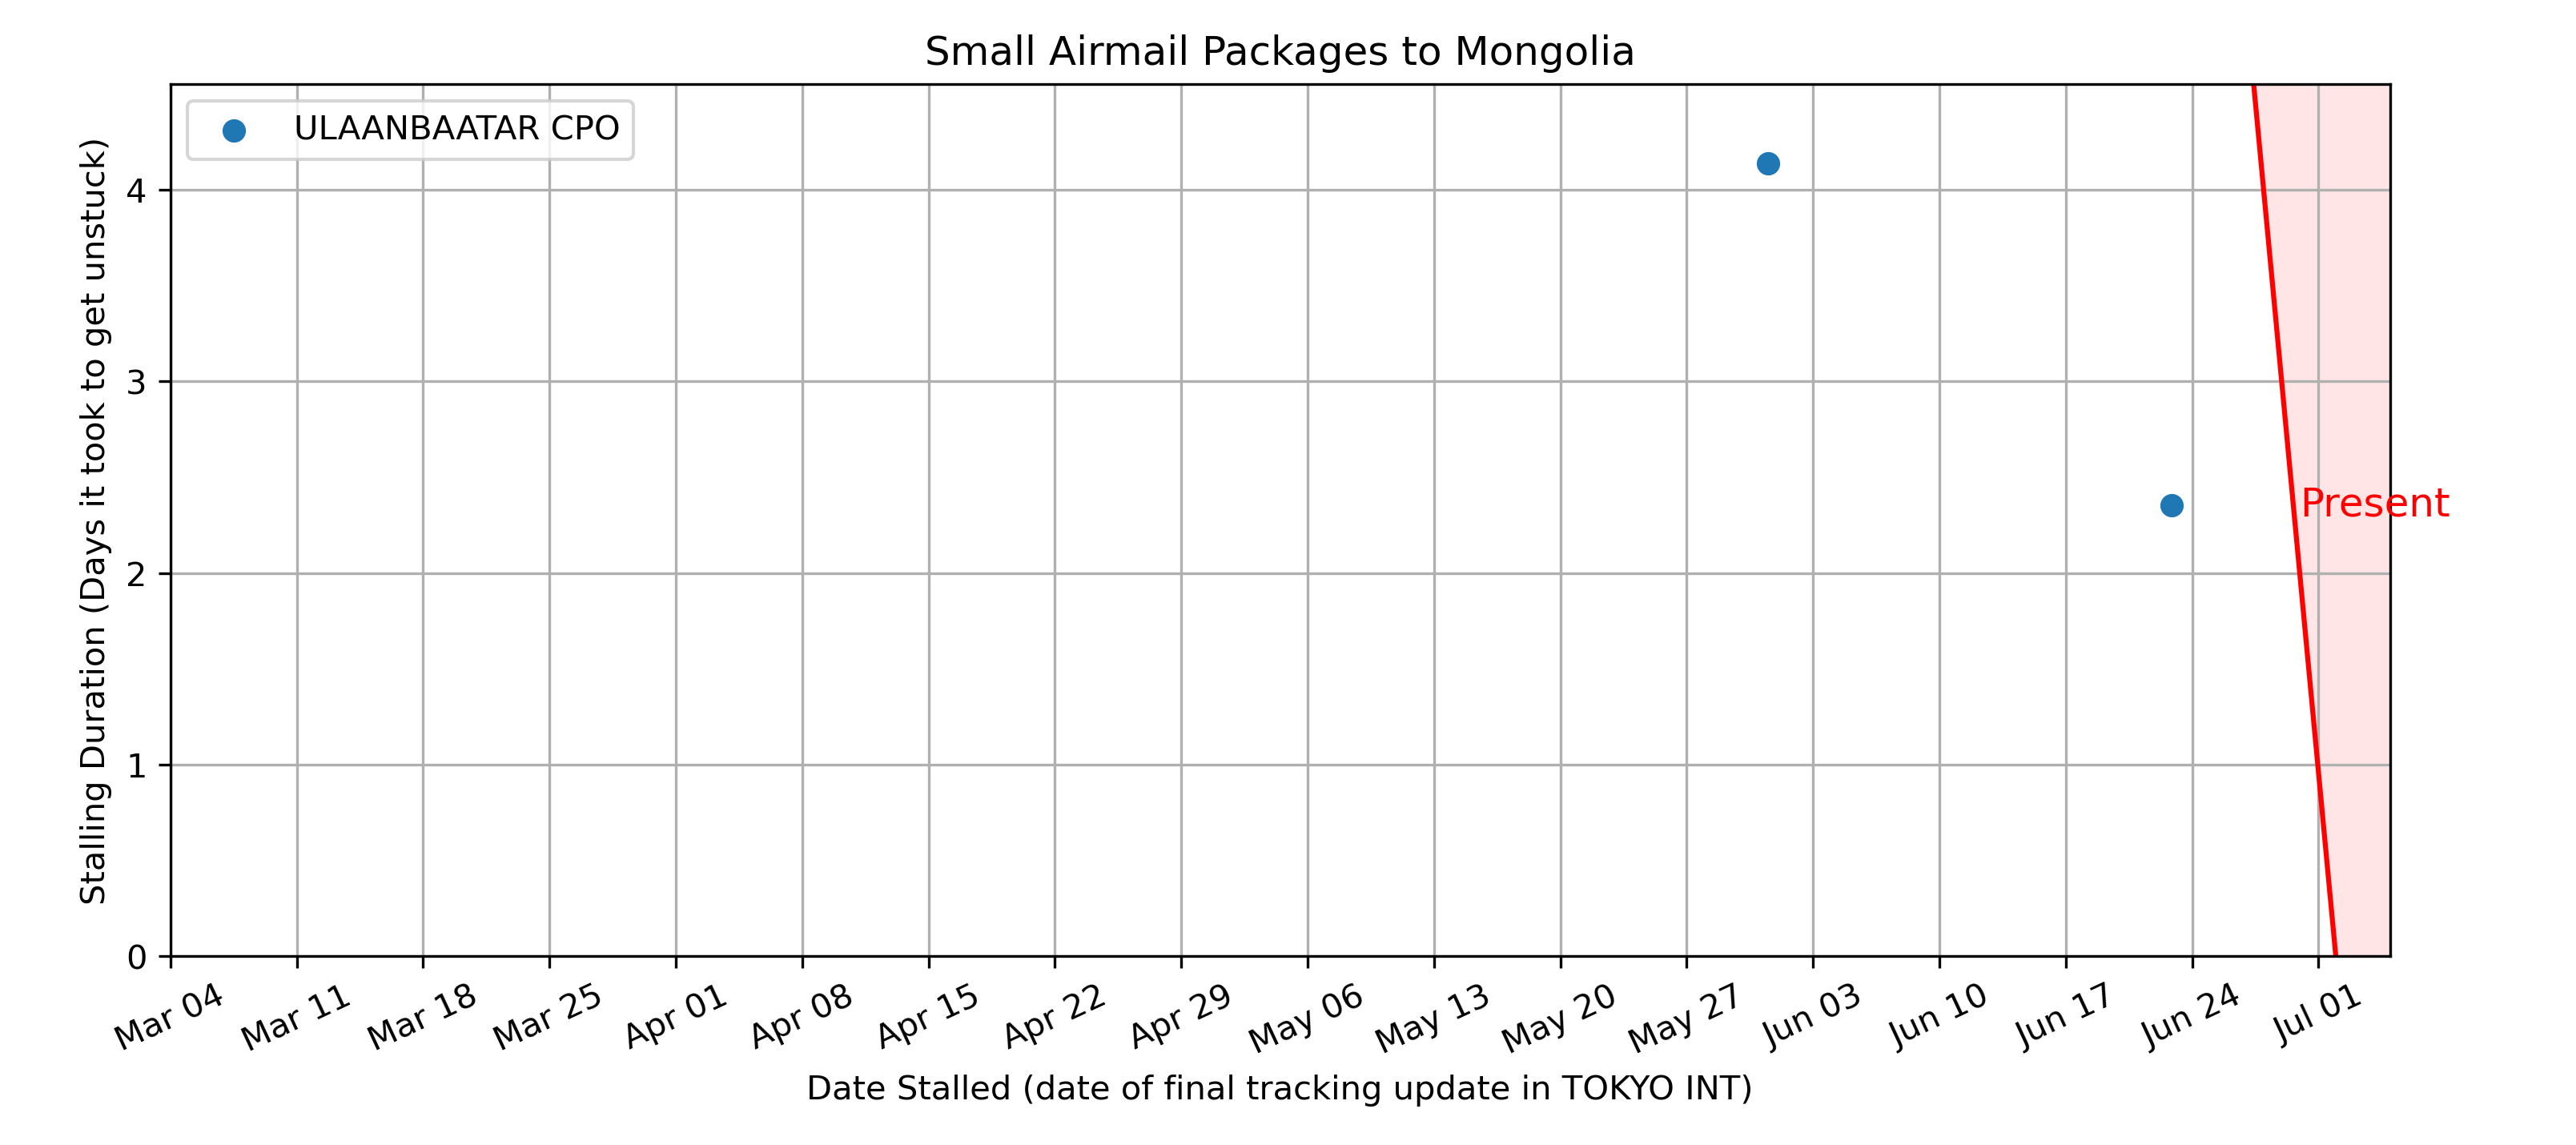 Small Airmail Packages to Mongolia
ULAANBAATAR CPO
Stalling Duration (Days it took to get unstuck)
4
3
2
1
0
Present
Mar 04
Mar 11
Mar 18
Mar 25
Apr 01
Apr 08
Apr 15
Apr 22
Apr 29
May 06
May 13
May 20
May 27
Jun 03
Jun 10
Jun 17
Jun 24
Jul 01
Date Stalled (date of final tracking update in TOKYO INT)